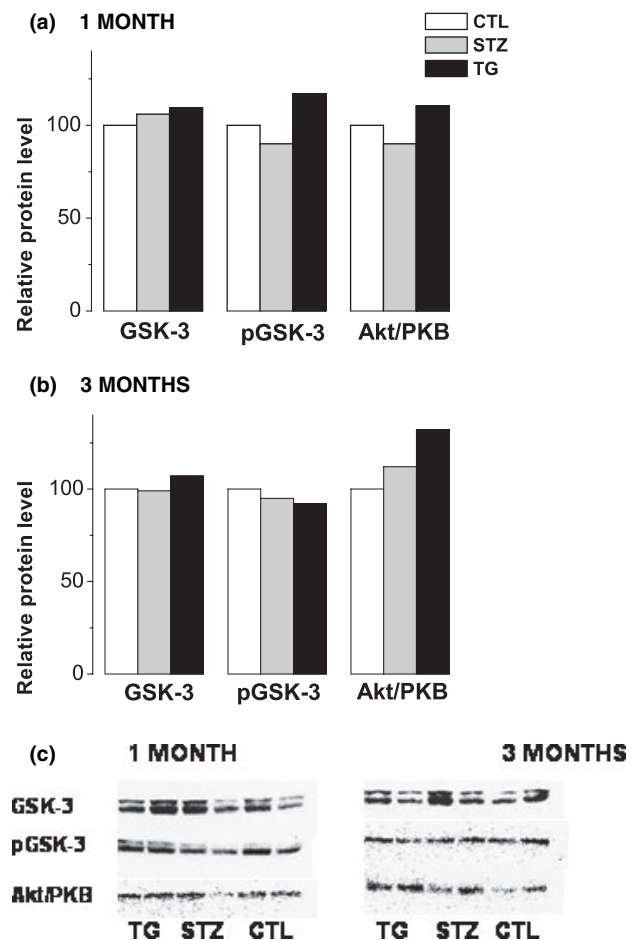 (a) 1 MONTH
CTL
STZ
TG
Relative protein level
100
50
0
GSK-3 pGSK-3 Akt/PKB
(b) 3 MONTHS
Relative protein level
100
50
0
GSK-3 pGSK-3 Akt/PKB
(c) 1 MONTH 3 MONTHS
GSK-3
pGSK-3
Akt/PKB
TG STZ CTL TG STZ CTL